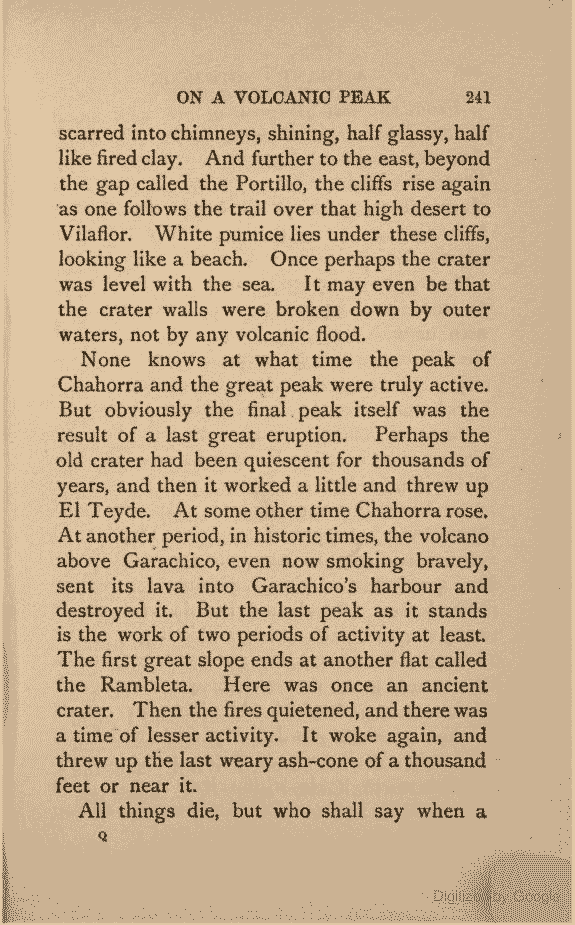 ON A VOLCANIC PEAK 241
scarred into chimneys, shining, half glassy, half
like fired clay. And further to the east, beyond
the gap called the Portillo, the cliffs rise again
as one follows the trail over that high desert to
Vilaflor. White pumice lies under these cliffs,
looking like a beach. Once perhaps the crater
was level with the sea. It may even be that
the crater walls were broken down by outer
waters, not by any volcanic flood.
None knows at what time the peak of
Chahorra and the great peak were truly active.
But obviously the final peak itself was the
result of a last great eruption. Perhaps the
old crater had been quiescent for thousands of
years, and then it worked a little and threw up
El Teyde. At some other time Chahorra rose.
At another period, in historic times, the volcano
above Garachico, even now smoking bravely,
sent its lava into Garachico's harbour and
destroyed it. But the last peak as it stands
is the work of two periods of activity at least.
The first great slope ends at another flat called
the Rambleta. Here was once an ancient
crater. Then the fires quietened, and there was
a time of lesser activity. It woke again, and
threw up the last weary ash-cone of a thousand
feet or near it.
All things die, but who shall say when a
Q
Digitized by Google